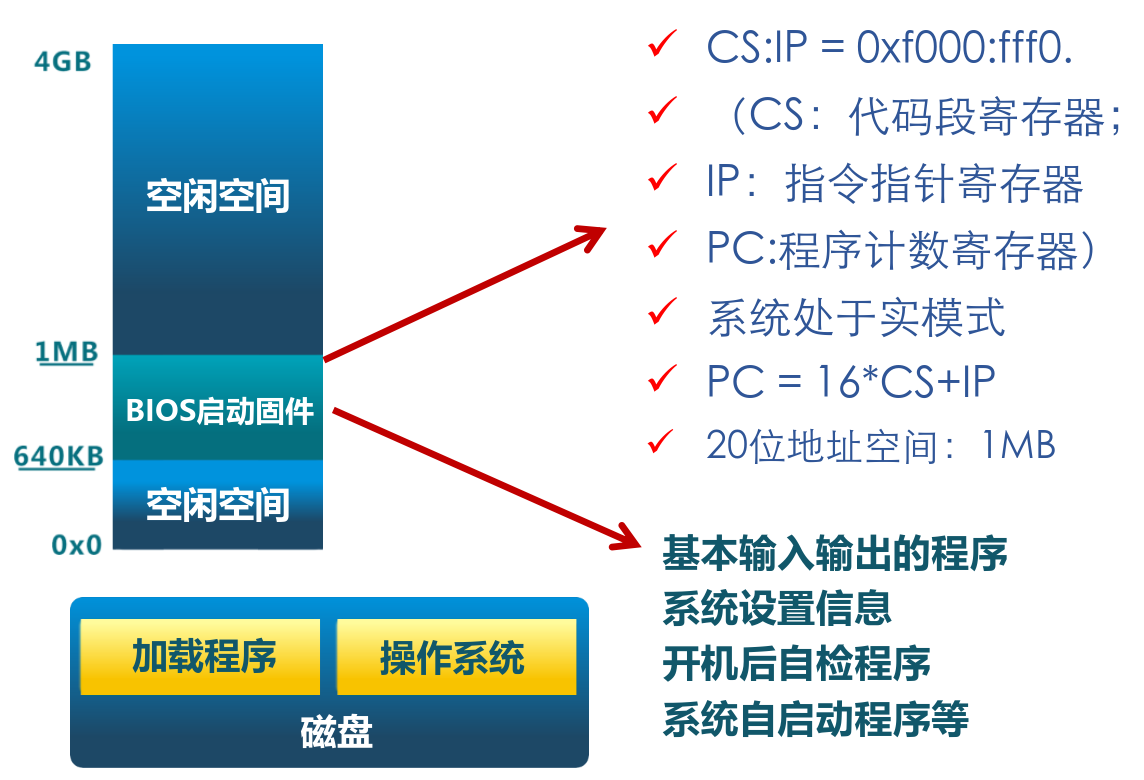 4GB
空闲空间
1MB
BIOS启动固件
640KB
空闲空间
0x0
加载程序
操作系统
磁盘
CS:IP = 0xf000:fff0.
（CS：代码段寄存器；
IP：指令指针寄存器
PC:程序计数寄存器）
系统处于实模式
PC = 16*CS+IP
20位地址空间：1MB
基本输入输出的程序
系统设置信息
开机后自检程序
系统自启动程序等